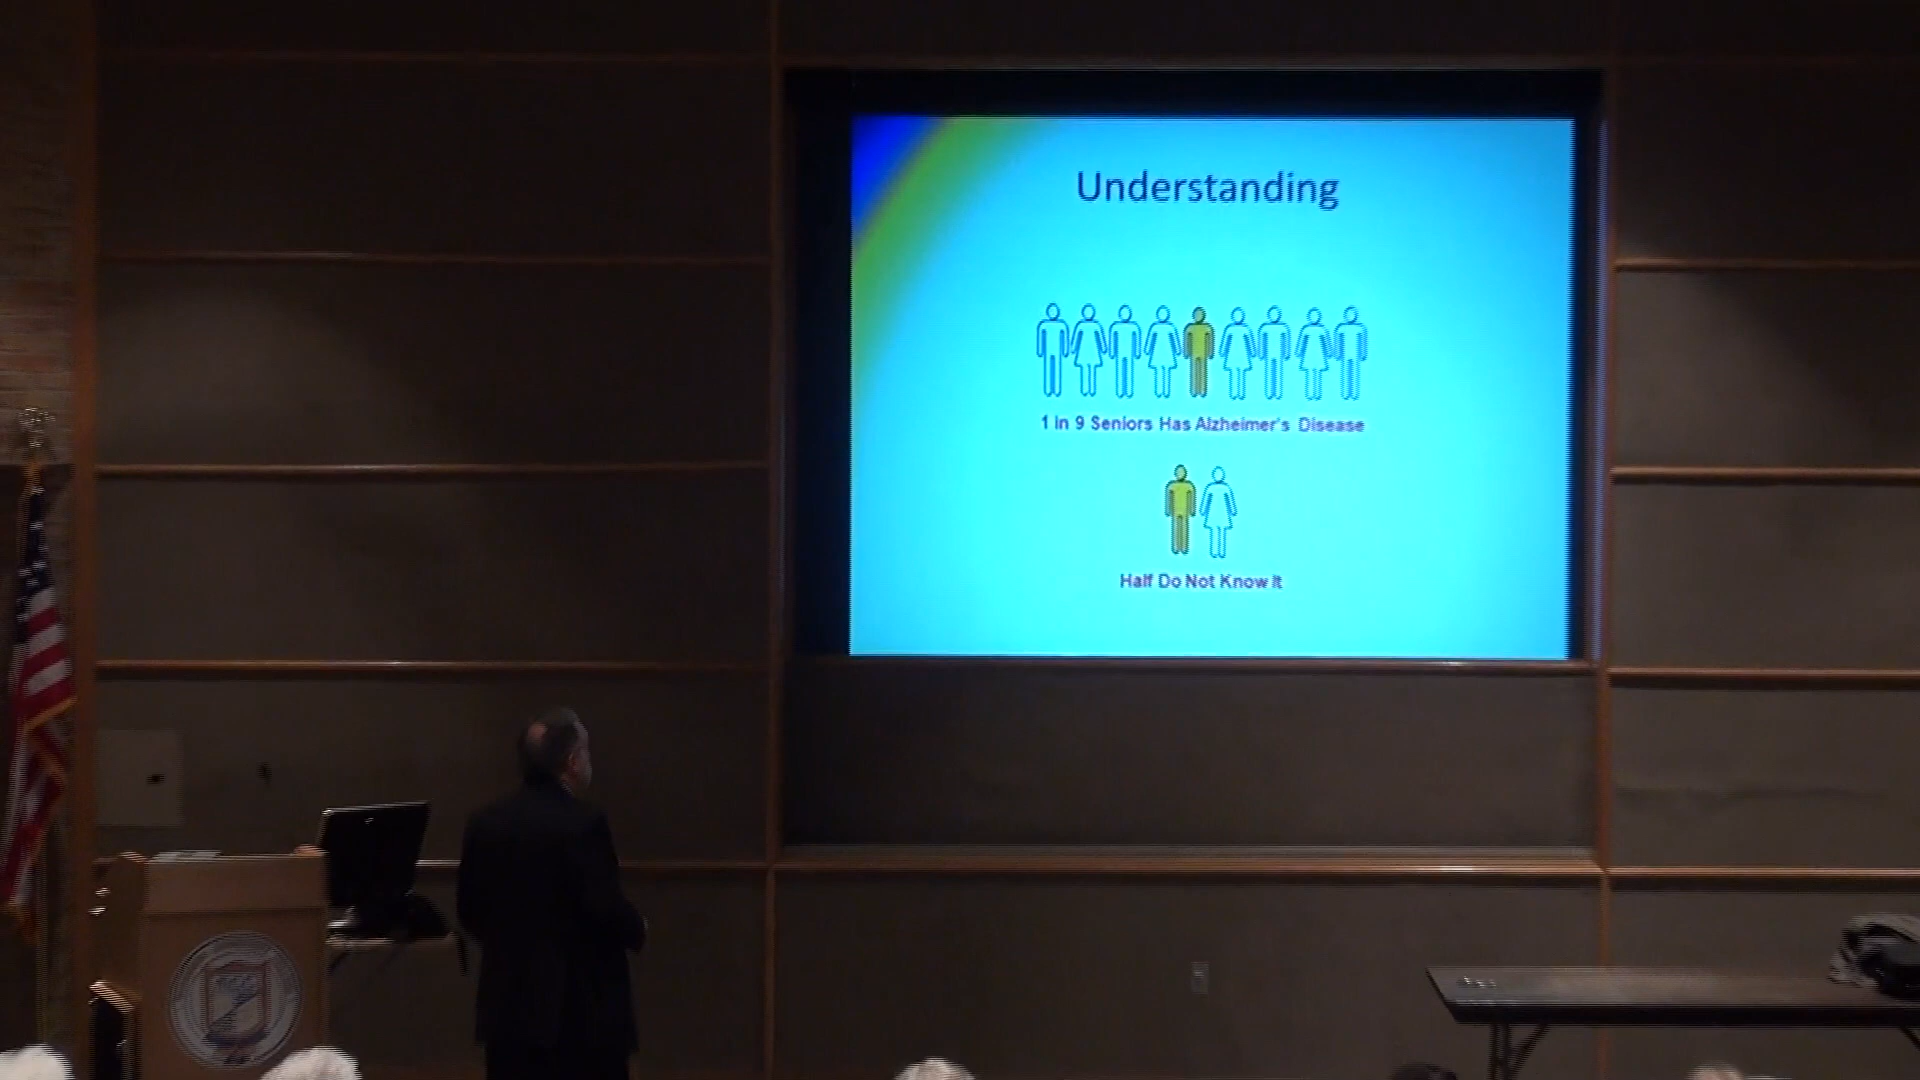 Understanding
1 in 9 Seniors Has Alzheimer's Disease
Half Do Not Know It